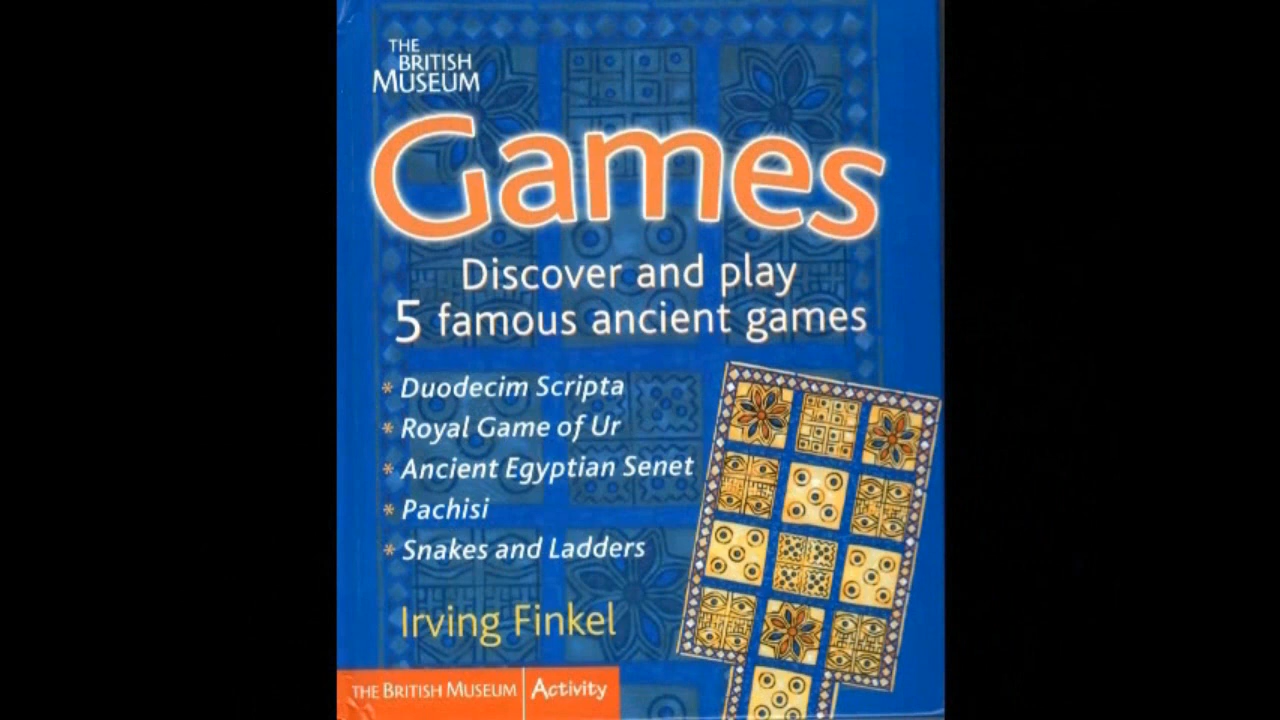 THE
BRITISH
MUSEUM
Games
Discover and play
5 famous ancient games
* Duodecim Scripta
* Royal Game of Ur
* Ancient Egyptian Senet
* Pachisi
* Snakes and Ladders
Irving Finkel
THE BRITISH MUSEUM | Activity